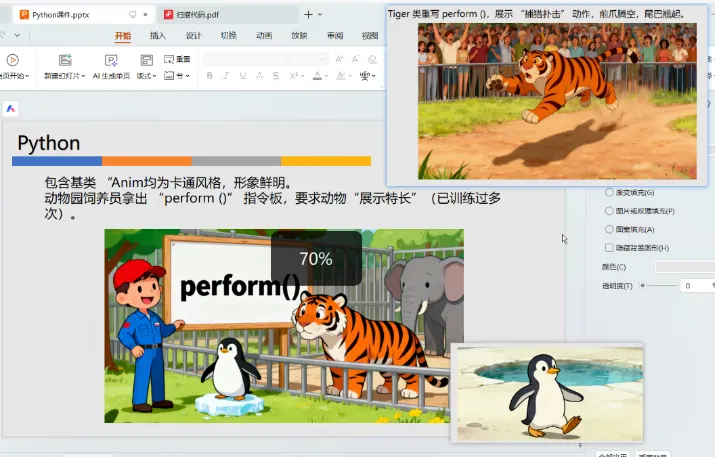 Python课件.pptx
扫描代码.pdf
开始 插入 设计 切换 动画 放映 审阅 视图
页开始
新建幻灯片
AI 生成单页
版式
重置
节
B I U A S X² A
Tiger 类重写 perform ()，展示 “捕猎扑击” 动作，前爪腾空，尾巴翘起。
Python
包含基类 “Anim均为卡通风格，形象鲜明。
动物园饲养员拿出 “perform ()” 指令板，要求动物“展示特长”（已训练过多
次）。
perform()
70%
渐变填充(G)
图片或纹理填充(P)
图案填充(A)
隐藏背景图形(H)
颜色(C)
透明度(T) 0 %